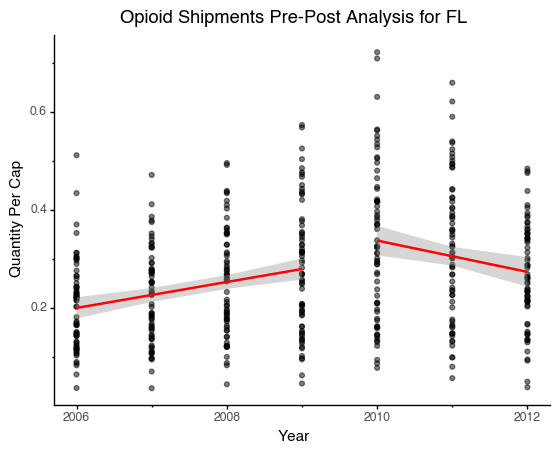 Opioid Shipments Pre-Post Analysis for FL
Quantity Per Cap
0.6
0.4
0.2
2006
2008
2010
2012
Year